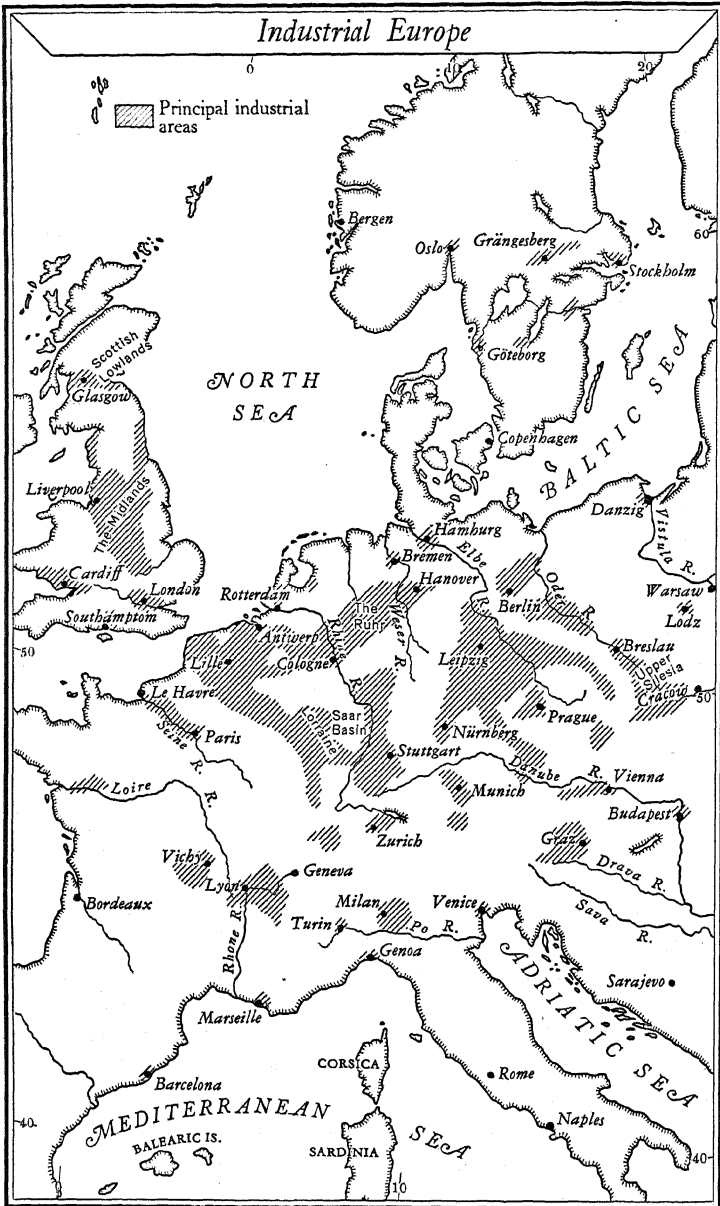 Industrial Europe
0
10
20
Principal industrial
areas
Bergen
60
Oslo
Grängesberg
Stockholm
Scottish
Lowlands
Glasgow
NORTH
SEA
Göteborg
BALTIC SEA
Copenhagen
Liverpool
The Midlands
Danzig
Vistula R.
Hamburg
Elbe R.
Bremen
Hanover
Cardiff
London
Rotterdam
The
Ruhr
Weser R.
Berlin
Oder R.
Warsaw
Lodz
Southamptom
50
Antwerp
Rhine R.
Lille
Cologne
Leipzig
Breslau
Upper
Silesia
Cracow
50
Le Havre
Seine R.
Paris
Lorraine
Saar
Basin
Nürnberg
Prague
Stuttgart
Loire R.
Munich
Danube R.
Vienna
Budapest
Zurich
Graz
Vichy
Geneva
Lyon
Drava R.
Bordeaux
Milan
Venice
Sava R.
Turin
Po R.
Rhone R.
Genoa
ADRIATIC SEA
Sarajevo
Marseille
CORSICA
Barcelona
Rome
40
MEDITERRANEAN
SEA
Naples
BALEARIC IS.
SARDINIA
40
10